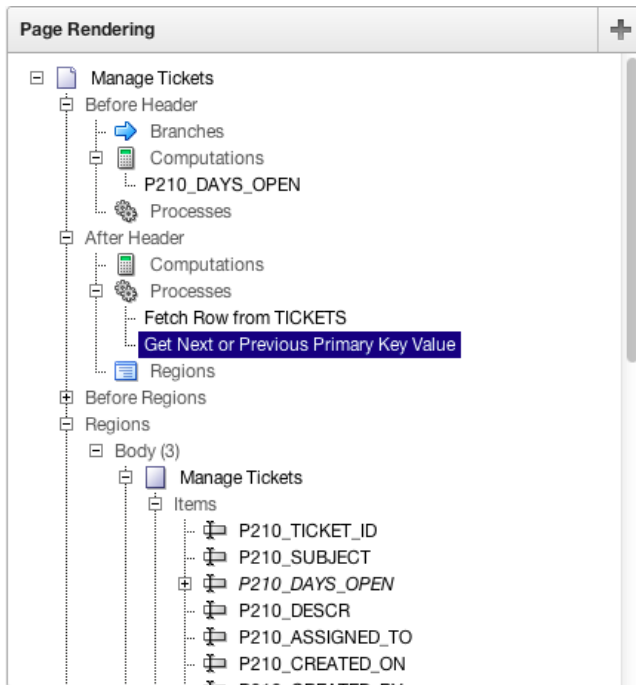 Page Rendering
Manage Tickets
Before Header
Branches
Computations
P210_DAYS_OPEN
Processes
After Header
Computations
Processes
Fetch Row from TICKETS
Get Next or Previous Primary Key Value
Regions
Before Regions
Regions
Body (3)
Manage Tickets
Items
P210_TICKET_ID
P210_SUBJECT
P210_DAYS_OPEN
P210_DESCR
P210_ASSIGNED_TO
P210_CREATED_ON